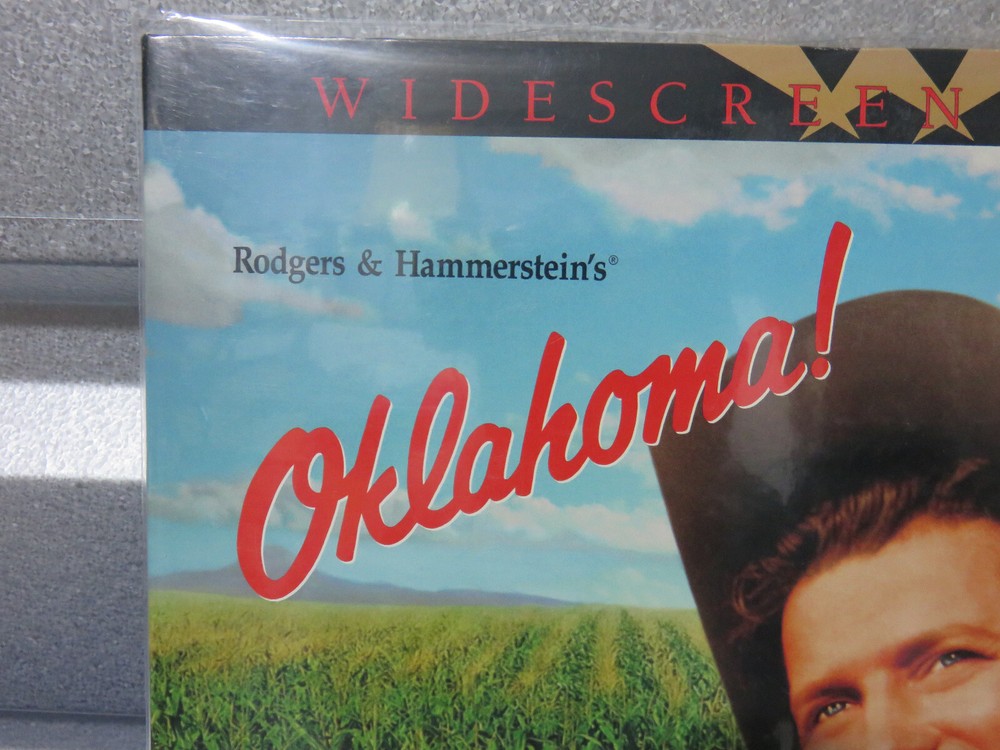 WIDESCREEN
Rodgers & Hammerstein's®
Oklahoma!